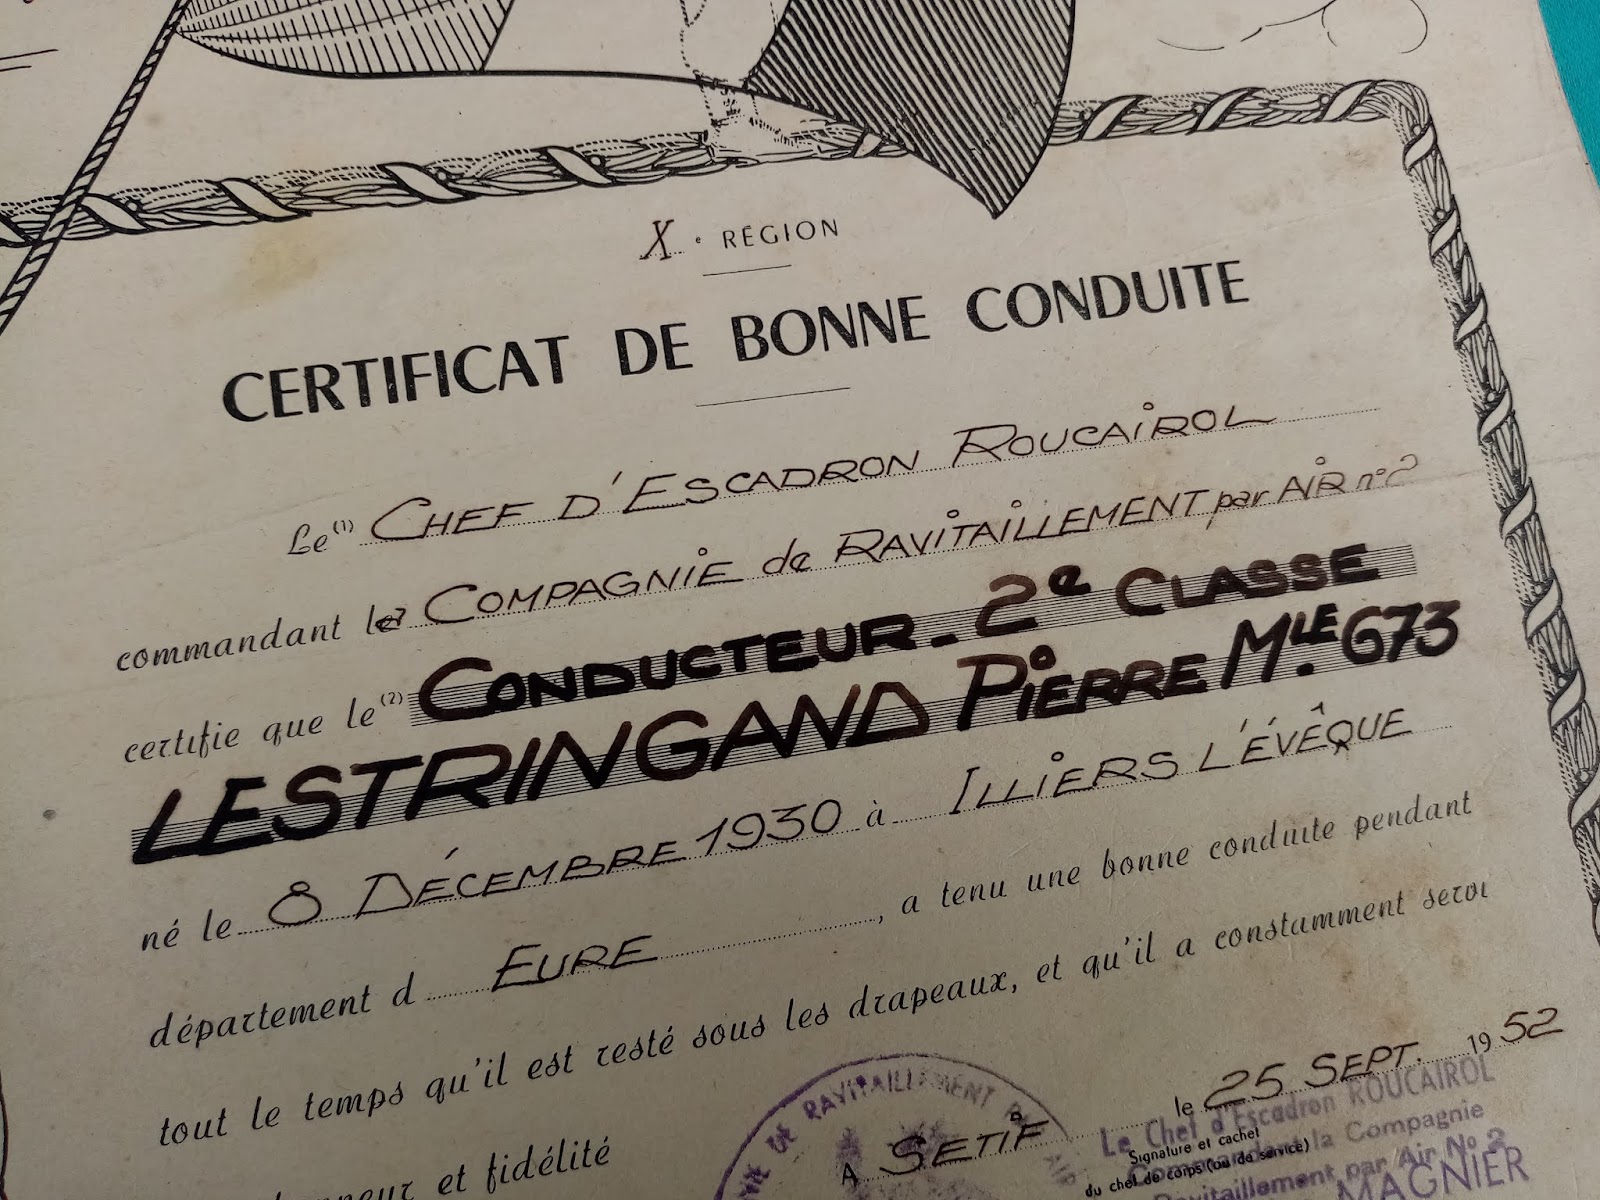 X e RÉGION
CERTIFICAT DE BONNE CONDUITE
Le (1) CHEF D'ESCADRON ROUCAIROL
commandant la COMPAGNIE de RAVITAILLEMENT par AIR n° 2
certifie que le (2) CONDUCTEUR - 2e CLASSE
LESTRINGAND PIERRE MLE. 673
né le 8 DÉCEMBRE 1930 à ILLIERS L'ÉVÊQUE
département d EURE, a tenu une bonne conduite pendant
tout le temps qu'il est resté sous les drapeaux, et qu'il a constamment servi
et fidélité
A SETIF le 25 SEPT. 1952
Signature et cachet
du chef de corps (ou de service)
DE RAVITAILLEMENT PAR AIR
Le Chef d'Escadron ROUCAIROL
Commandant la Compagnie
Ravitaillement par Air No 2
MAGNIER